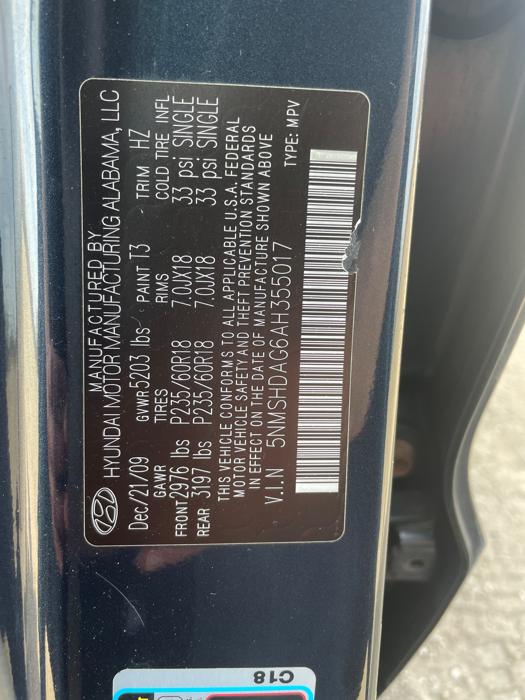 MANUFACTURED BY
HYUNDAI MOTOR MANUFACTURING ALABAMA, LLC
Dec/21/09 GVWR 5203 lbs PAINT T3 TRIM HZ
GAWR TIRES RIMS COLD TIRE INFL
FRONT 2976 lbs P235/60R18 7.0JX18 33 psi SINGLE
REAR 3197 lbs P235/60R18 7.0JX18 33 psi SINGLE
THIS VEHICLE CONFORMS TO ALL APPLICABLE U.S.A. FEDERAL
MOTOR VEHICLE SAFETY AND THEFT PREVENTION STANDARDS
IN EFFECT ON THE DATE OF MANUFACTURE SHOWN ABOVE
V.I.N 5NMSHDAG6AH355017 TYPE: MPV
C18